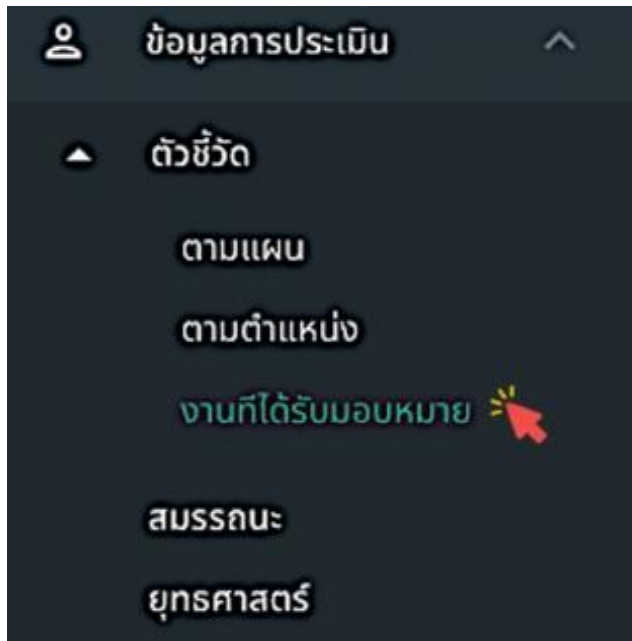 ข้อมูลการประเมิน
ตัวชี้วัด
ตามแผน
ตามตำแหน่ง
งานที่ได้รับมอบหมาย
สมรรถนะ
ยุทธศาสตร์